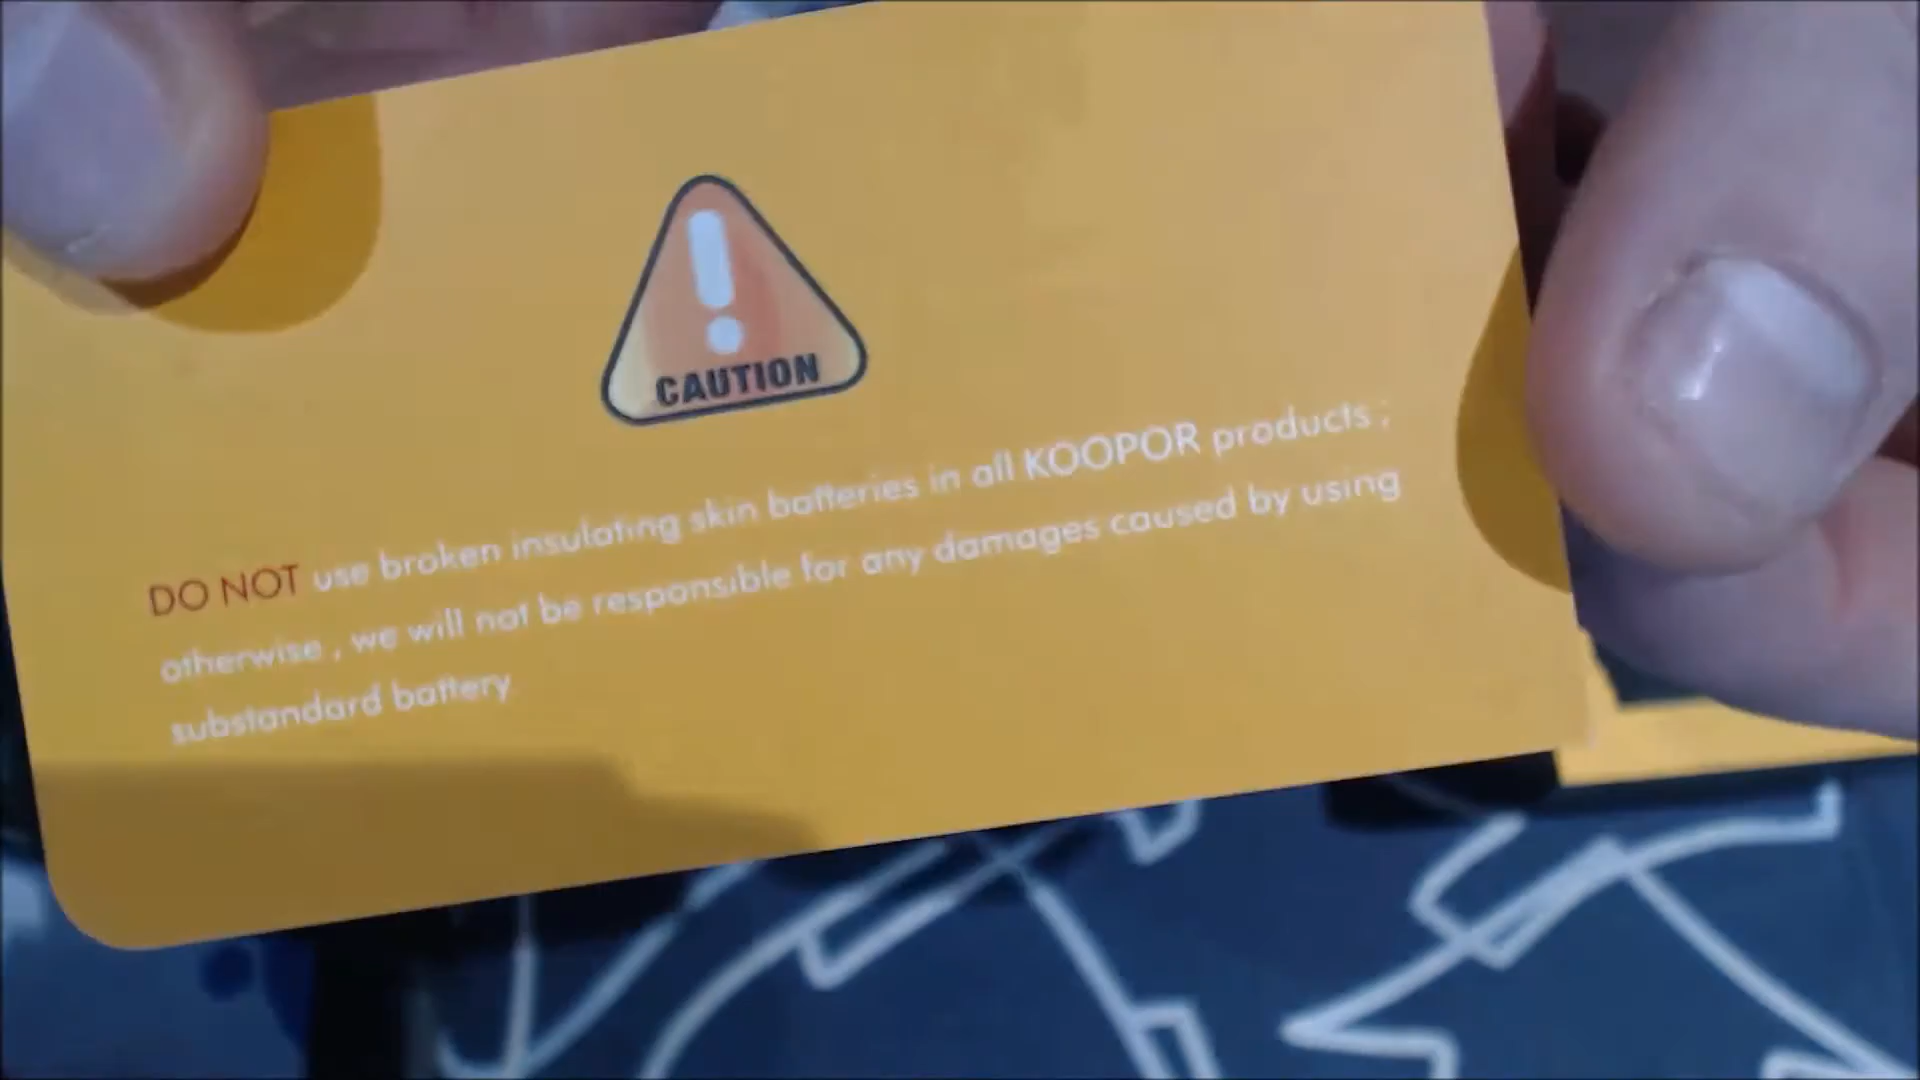 CAUTION
DO NOT use broken insulating skin batteries in all KOOPOR products ;
otherwise , we will not be responsible for any damages caused by using
substandard battery